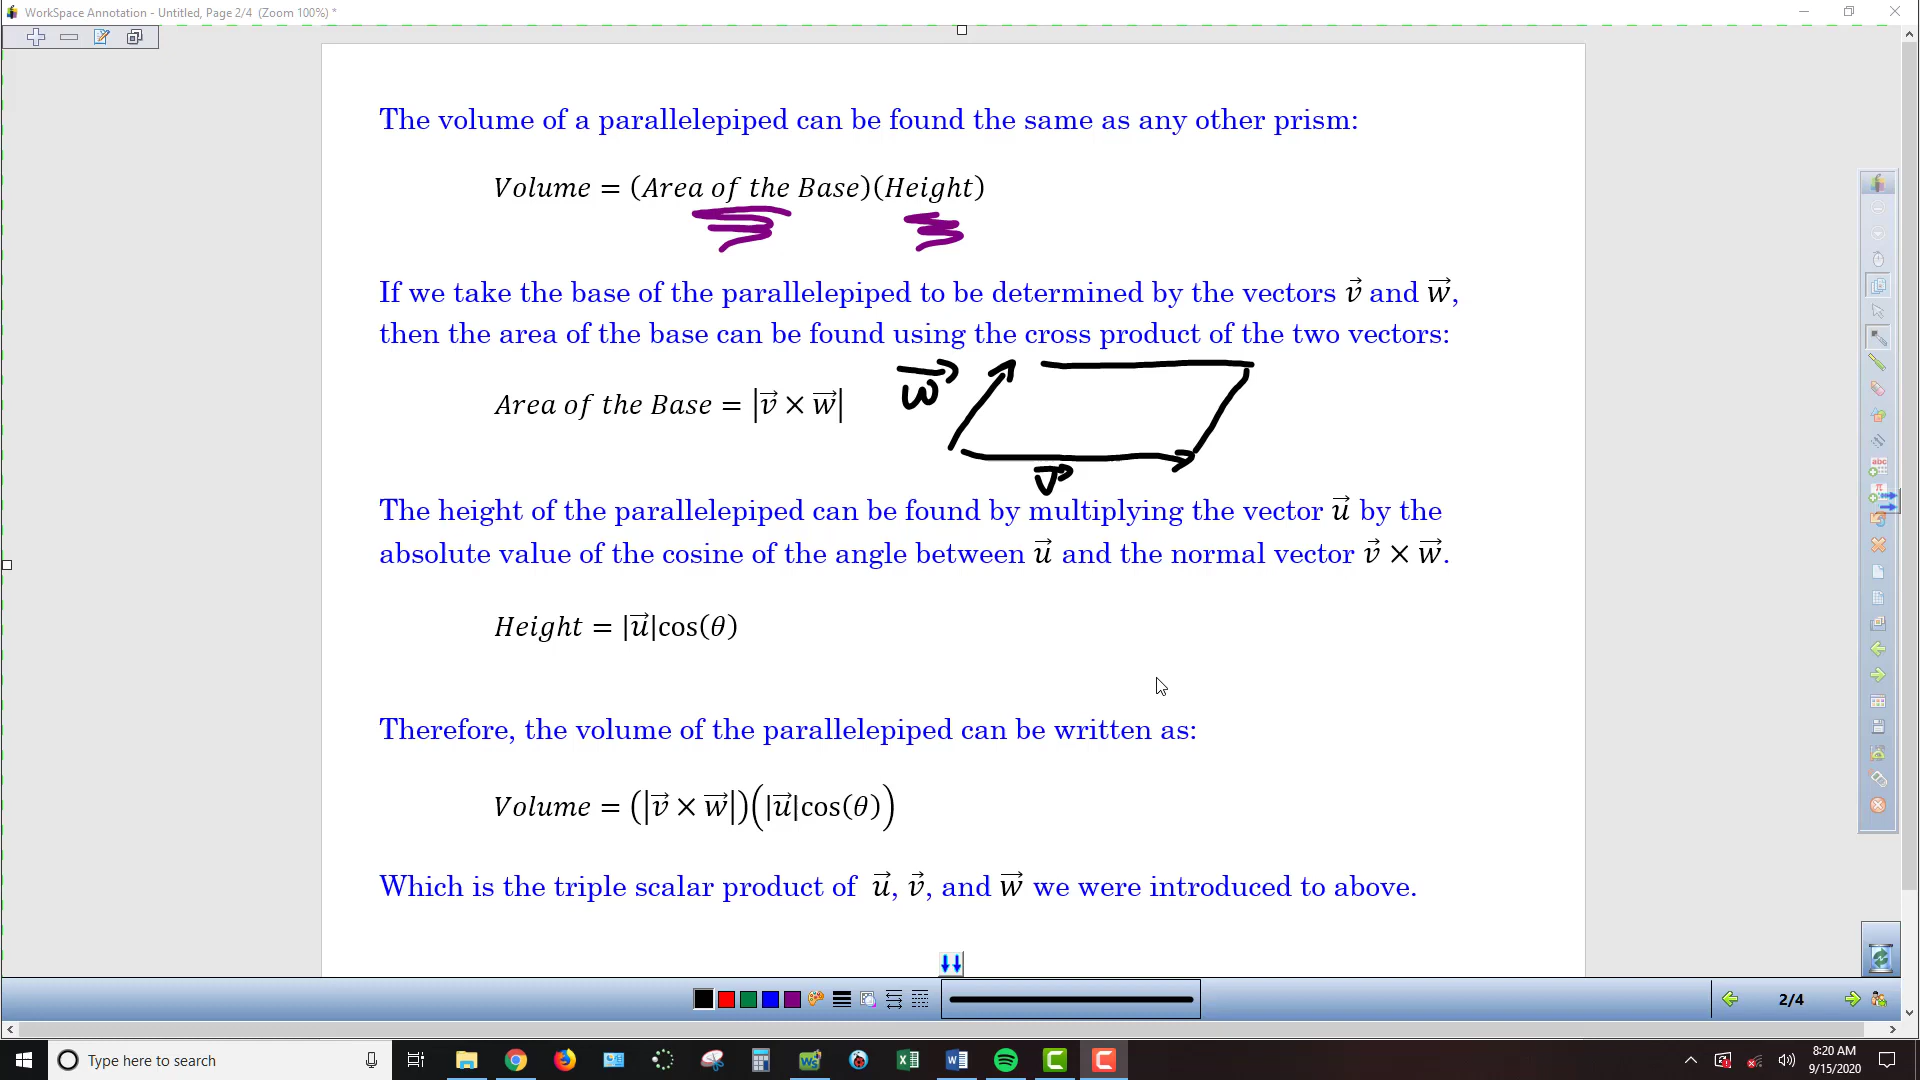 WorkSpace Annotation - Untitled, Page 2/4 (Zoom 100%) *
The volume of a parallelepiped can be found the same as any other prism:
Volume = (Area of the Base)(Height)
If we take the base of the parallelepiped to be determined by the vectors v⃗ and w⃗,
then the area of the base can be found using the cross product of the two vectors:
w⃗
Area of the Base = |v⃗ × w⃗|
v⃗
The height of the parallelepiped can be found by multiplying the vector u⃗ by the
absolute value of the cosine of the angle between u⃗ and the normal vector v⃗ × w⃗.
Height = |u⃗|cos(θ)
Therefore, the volume of the parallelepiped can be written as:
Volume = (|v⃗ × w⃗|)(|u⃗|cos(θ))
Which is the triple scalar product of u⃗, v⃗, and w⃗ we were introduced to above.
abc
π
2/4
Type here to search
8:20 AM
9/15/2020